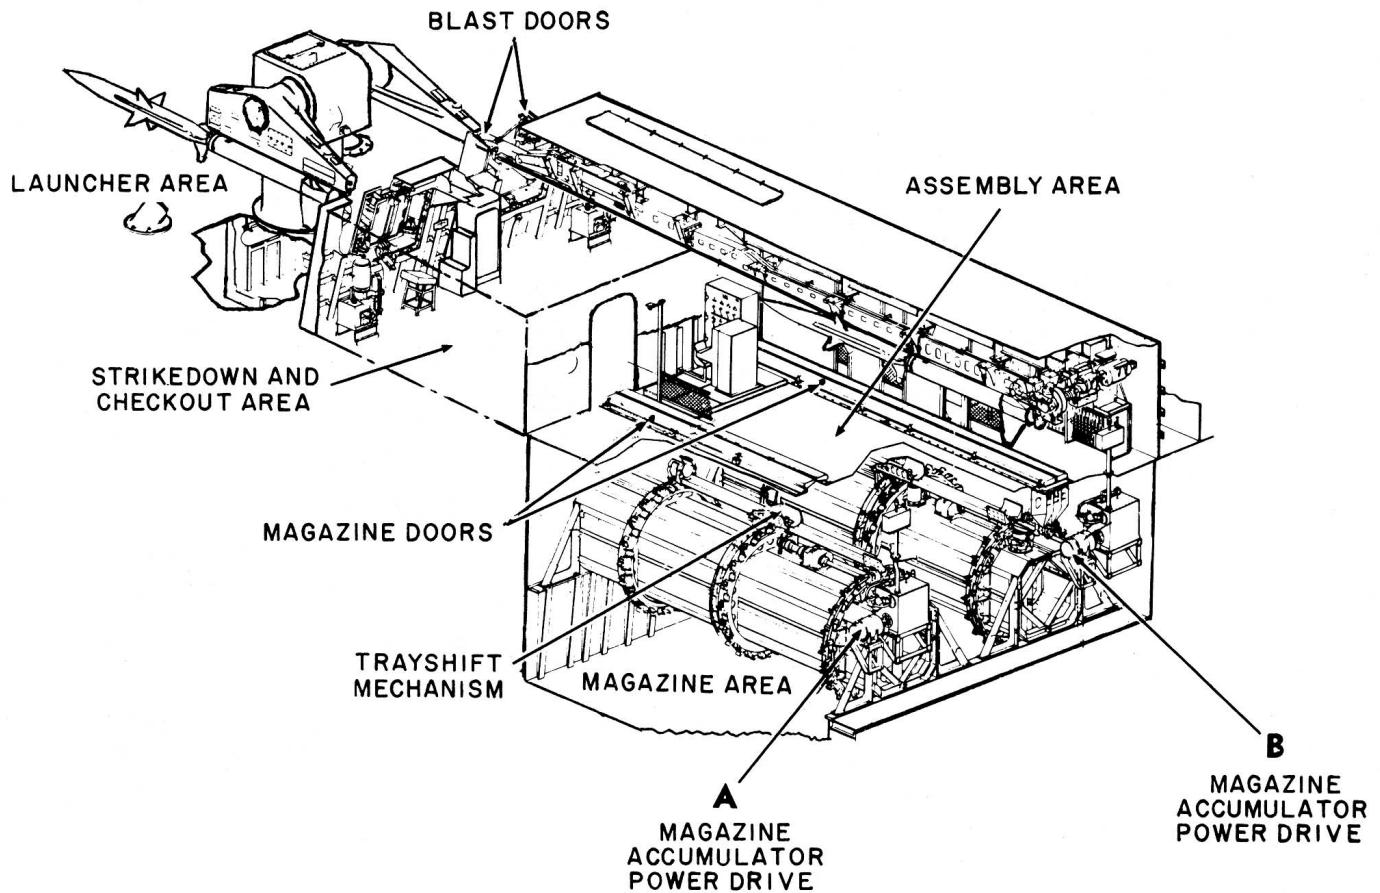 BLAST DOORS
LAUNCHER AREA
ASSEMBLY AREA
STRIKEDOWN AND
CHECKOUT AREA
MAGAZINE DOORS
TRAYSHIFT
MECHANISM
MAGAZINE AREA
A
MAGAZINE
ACCUMULATOR
POWER DRIVE
B
MAGAZINE
ACCUMULATOR
POWER DRIVE